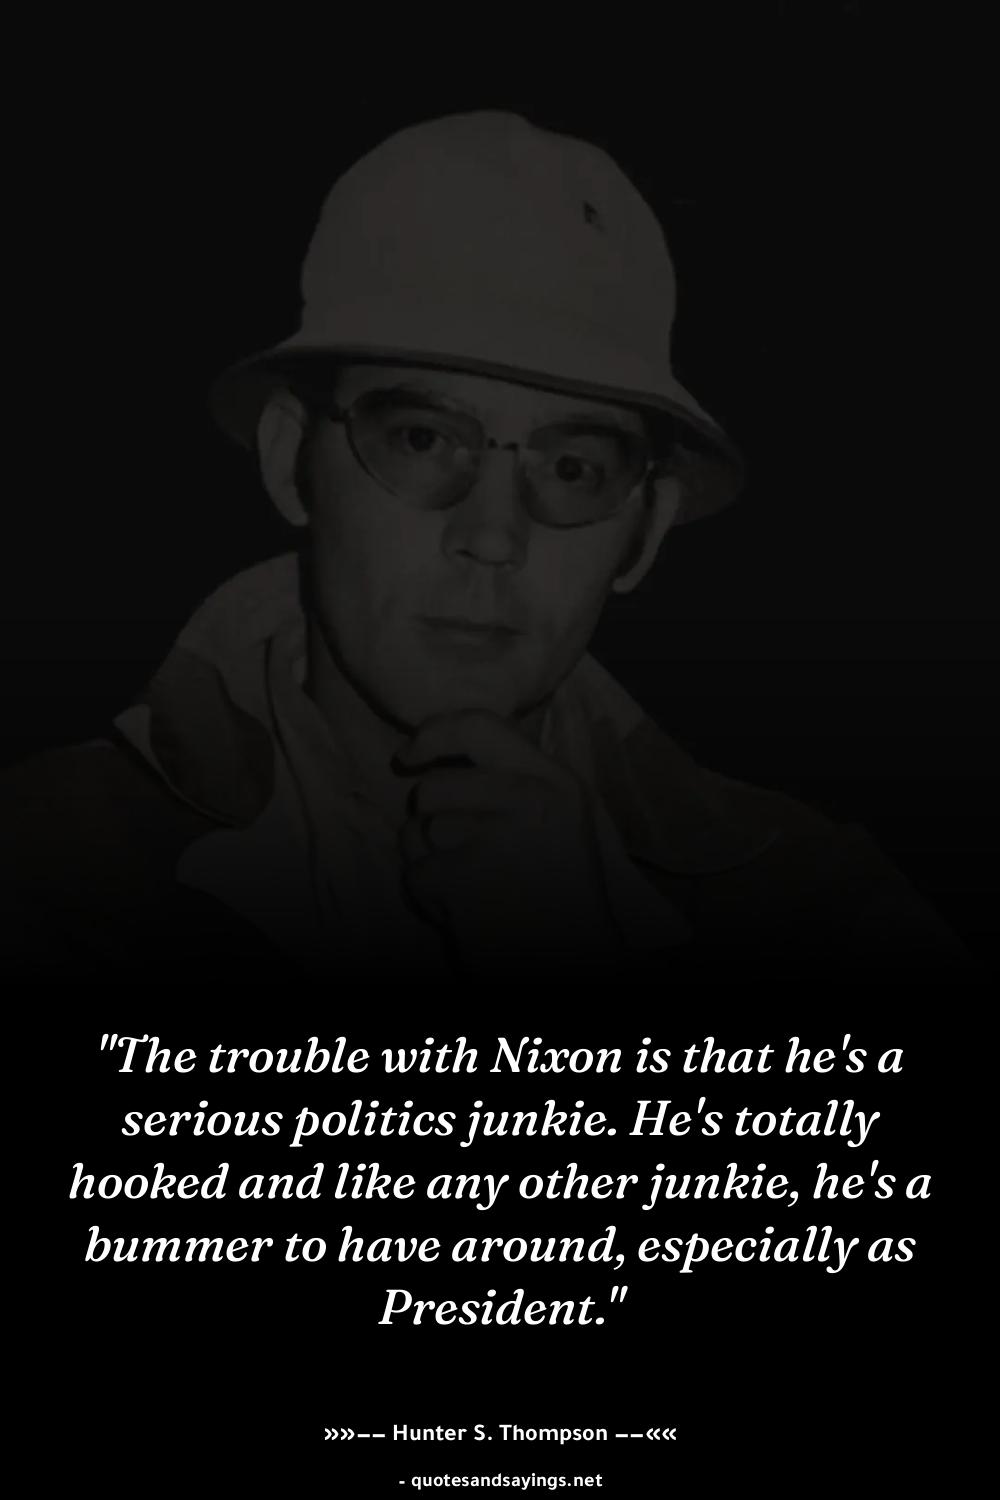 "The trouble with Nixon is that he's a
serious politics junkie. He's totally
hooked and like any other junkie, he's a
bummer to have around, especially as
President."
»»−− Hunter S. Thompson −−««
- quotesandsayings.net